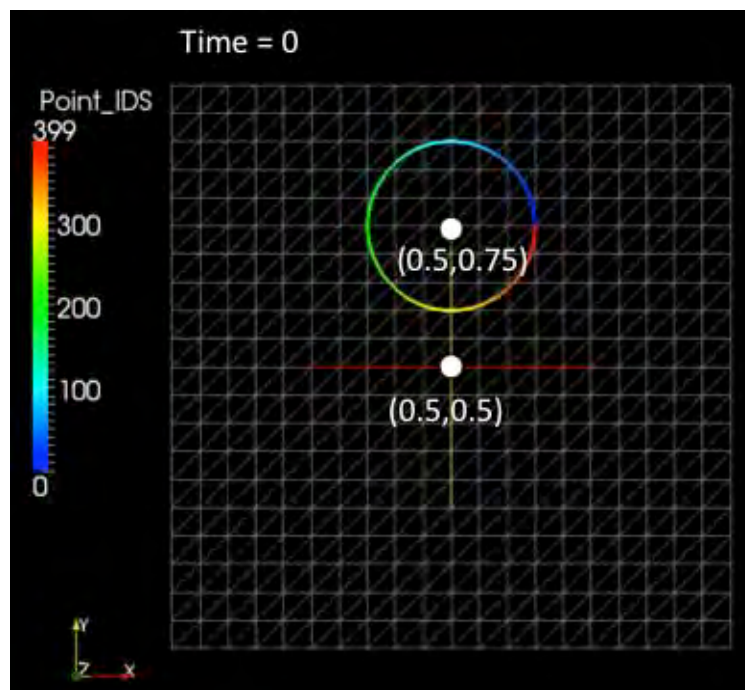 Time = 0
Point_IDS
399
300
200
100
0
(0.5,0.75)
(0.5,0.5)
Y
Z
X